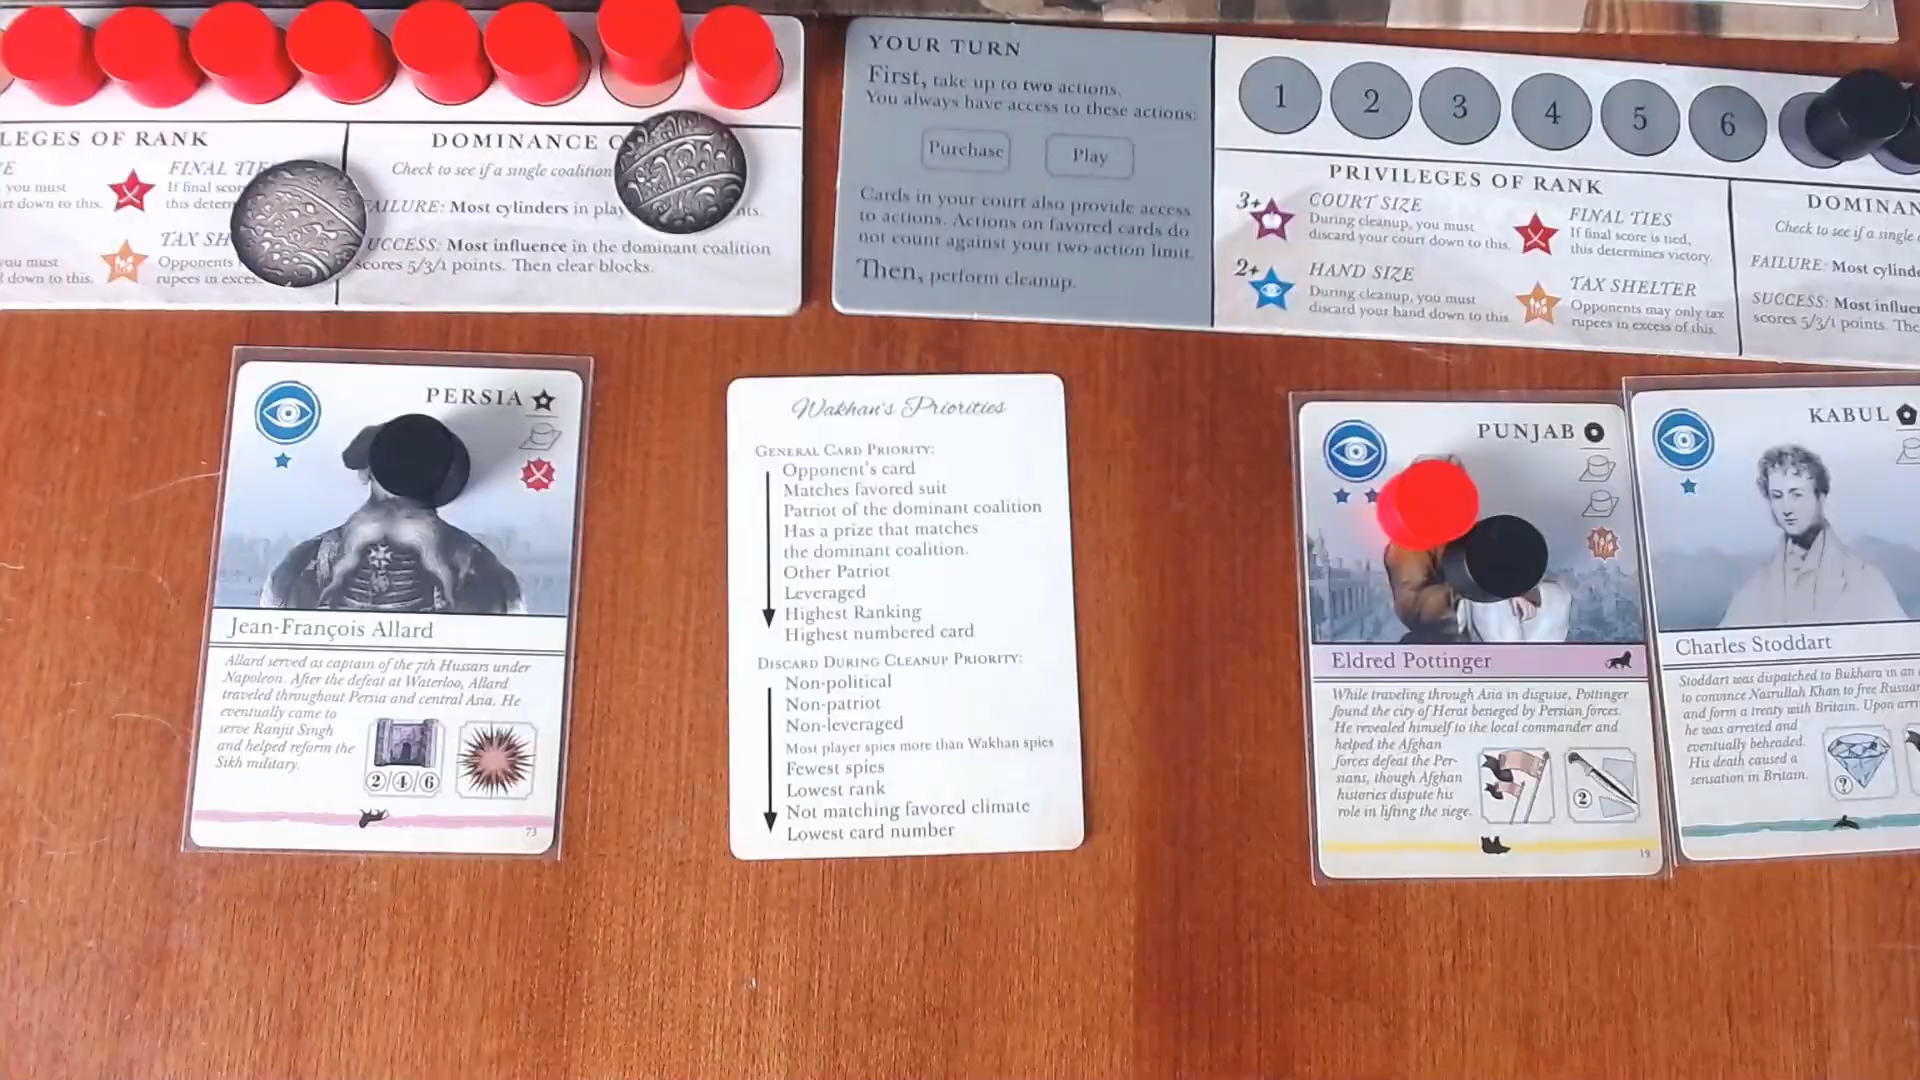 LEGES OF RANK
you must
down to this.
you must
down to this.
FINAL TIE
If final scor
this determ
TAX SH
Opponents
rupees in exces
DOMINANCE O
Check to see if a single coalition
FAILURE: Most cylinders in play
SUCCESS: Most influence in the dominant coalition
scores 5/3/1 points. Then clear blocks.
YOUR TURN
First, take up to two actions.
You always have access to these actions:
Purchase
Play
Cards in your court also provide access
to actions. Actions on favored cards do
not count against your two-action limit.
Then, perform cleanup.
1 2 3 4 5 6
PRIVILEGES OF RANK
3+
COURT SIZE
During cleanup, you must
discard your court down to this.
2+
HAND SIZE
During cleanup, you must
discard your hand down to this.
FINAL TIES
If final score is tied,
this determines victory.
TAX SHELTER
Opponents may only tax
rupees in excess of this.
DOMINAN
Check to see if a single
FAILURE: Most cylinde
SUCCESS: Most influe
scores 5/3/1 points. The
PERSIA
Jean-François Allard
Allard served as captain of the 7th Hussars under
Napoleon. After the defeat at Waterloo, Allard
traveled throughout Persia and central Asia. He
eventually came to
serve Ranjit Singh
and helped reform the
Sikh military.
2/4/6
73
Wakhan's Priorities
GENERAL CARD PRIORITY:
Opponent's card
Matches favored suit
Patriot of the dominant coalition
Has a prize that matches
the dominant coalition.
Other Patriot
Leveraged
Highest Ranking
Highest numbered card
DISCARD DURING CLEANUP PRIORITY:
Non-political
Non-patriot
Non-leveraged
Most player spies more than Wakhan spies
Fewest spies
Lowest rank
Not matching favored climate
Lowest card number
PUNJAB
Eldred Pottinger
While traveling through Asia in disguise, Pottinger
found the city of Herat beneged by Persian forces.
He revealed himself to the local commander and
helped the Afghan
forces defeat the Per-
sians, though Afghan
histories dispute his
role in lifting the siege.
2
19
KABUL
Charles Stoddart
Stoddart was dispatched to Bukhara in an
to convince Nasrullah Khan to free Russian
and form a treaty with Britain. Upon arri
he was arrested and
eventually beheaded.
His death caused a
sensation in Britain.
?